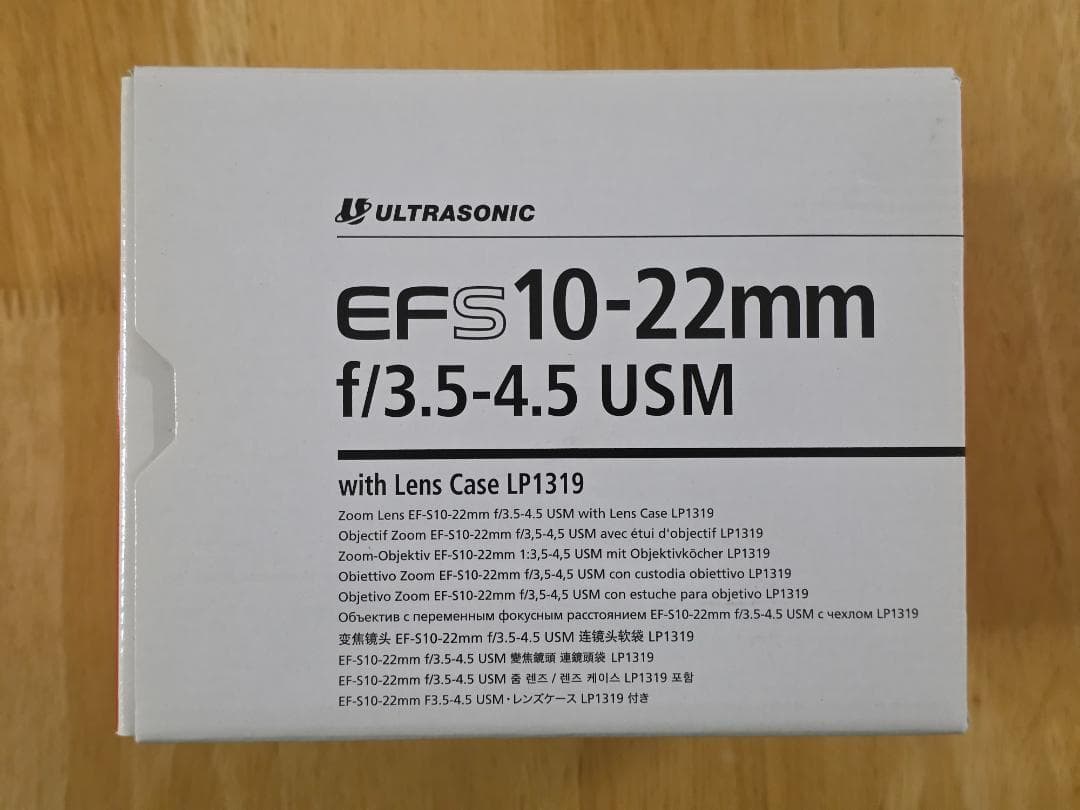 ULTRASONIC
EFS10-22mm
f/3.5-4.5 USM
with Lens Case LP1319
Zoom Lens EF-S10-22mm f/3.5-4.5 USM with Lens Case LP1319
Objectif Zoom EF-S10-22mm f/3,5-4,5 USM avec étui d'objectif LP1319
Zoom-Objektiv EF-S10-22mm 1:3,5-4,5 USM mit Objektivköcher LP1319
Obiettivo Zoom EF-S10-22mm f/3,5-4,5 USM con custodia obiettivo LP1319
Objetivo Zoom EF-S10-22mm f/3,5-4,5 USM con estuche para objetivo LP1319
Объектив с переменным фокусным расстоянием EF-S10-22mm f/3.5-4.5 USM с чехлом LP1319
变焦镜头 EF-S10-22mm f/3.5-4.5 USM 连镜头软袋 LP1319
EF-S10-22mm f/3.5-4.5 USM 變焦鏡頭 連鏡頭袋 LP1319
EF-S10-22mm f/3.5-4.5 USM 줌 렌즈 / 렌즈 케이스 LP1319 포함
EF-S10-22mm F3.5-4.5 USM・レンズケース LP1319 付き